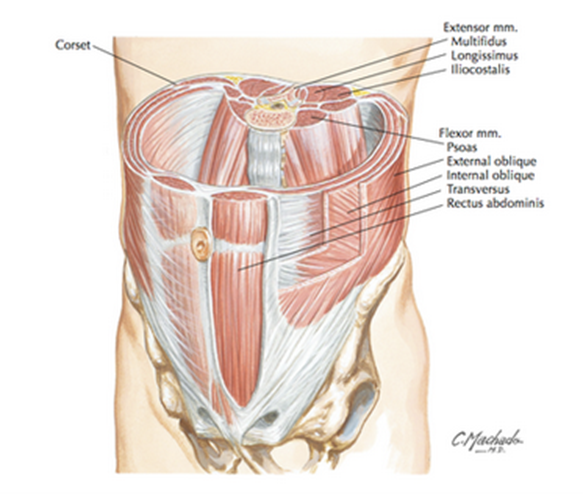 Corset
Extensor mm.
Multifidus
Longissimus
Iliocostalis
Flexor mm.
Psoas
External oblique
Internal oblique
Transversus
Rectus abdominis
C.Machado
M.D.